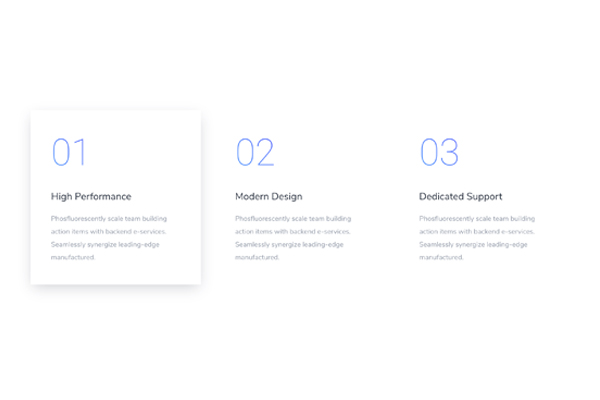 01
High Performance
Phosfluorescently scale team building
action items with backend e-services.
Seamlessly synergize leading-edge
manufactured.
02
Modern Design
Phosfluorescently scale team building
action items with backend e-services.
Seamlessly synergize leading-edge
manufactured.
03
Dedicated Support
Phosfluorescently scale team building
action items with backend e-services.
Seamlessly synergize leading-edge
manufactured.